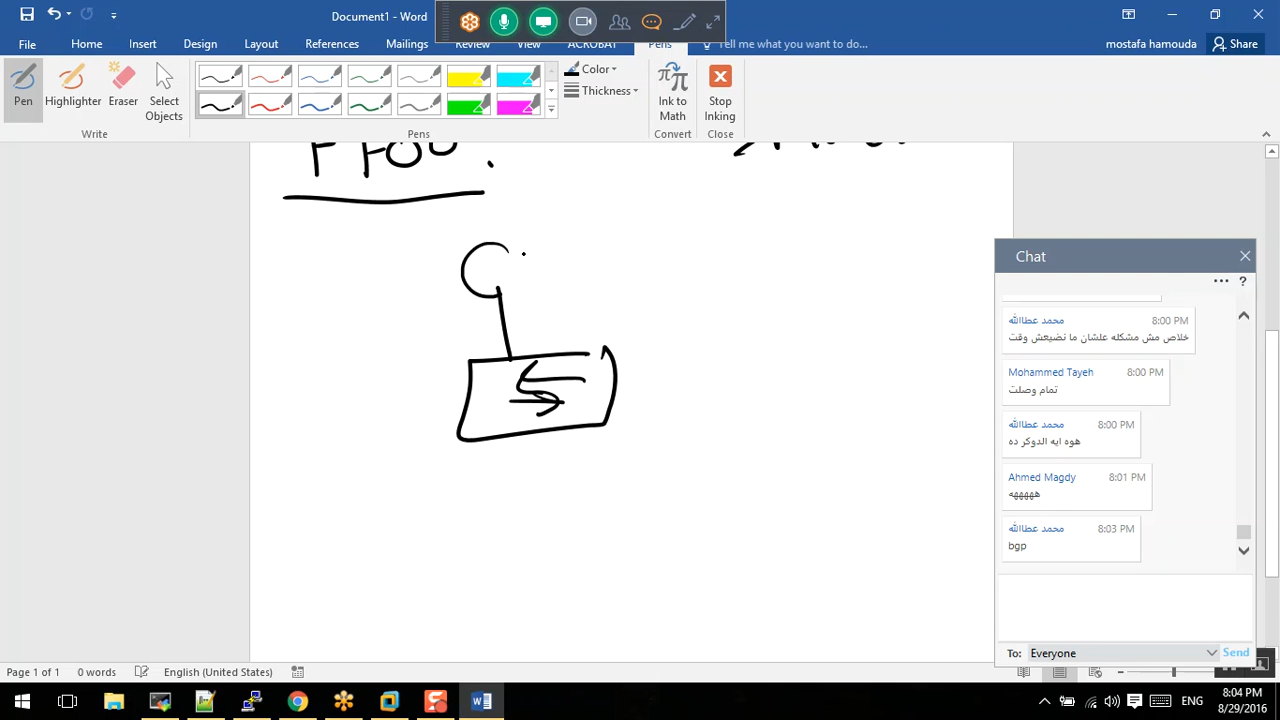 Document1 - Word
File
Home
Insert
Design
Layout
References
Mailings
Review
View
ACROBAT
Pens
Tell me what you want to do...
mostafa hamouda
Share
Pen
Highlighter
Eraser
Select Objects
Color
Thickness
Ink to Math
Stop Inking
Write
Pens
Convert
Close
Chat
محمد عطاالله 8:00 PM
خلاص مش مشكله علشان ما نضيعش وقت
Mohammed Tayeh 8:00 PM
تمام وصلت
محمد عطاالله 8:00 PM
هوه ايه الدوكر ده
Ahmed Magdy 8:01 PM
هههههه
محمد عطاالله 8:03 PM
bgp
To: Everyone
Send
Page 1 of 1
0 words
English (United States)
ENG
8:04 PM
8/29/2016